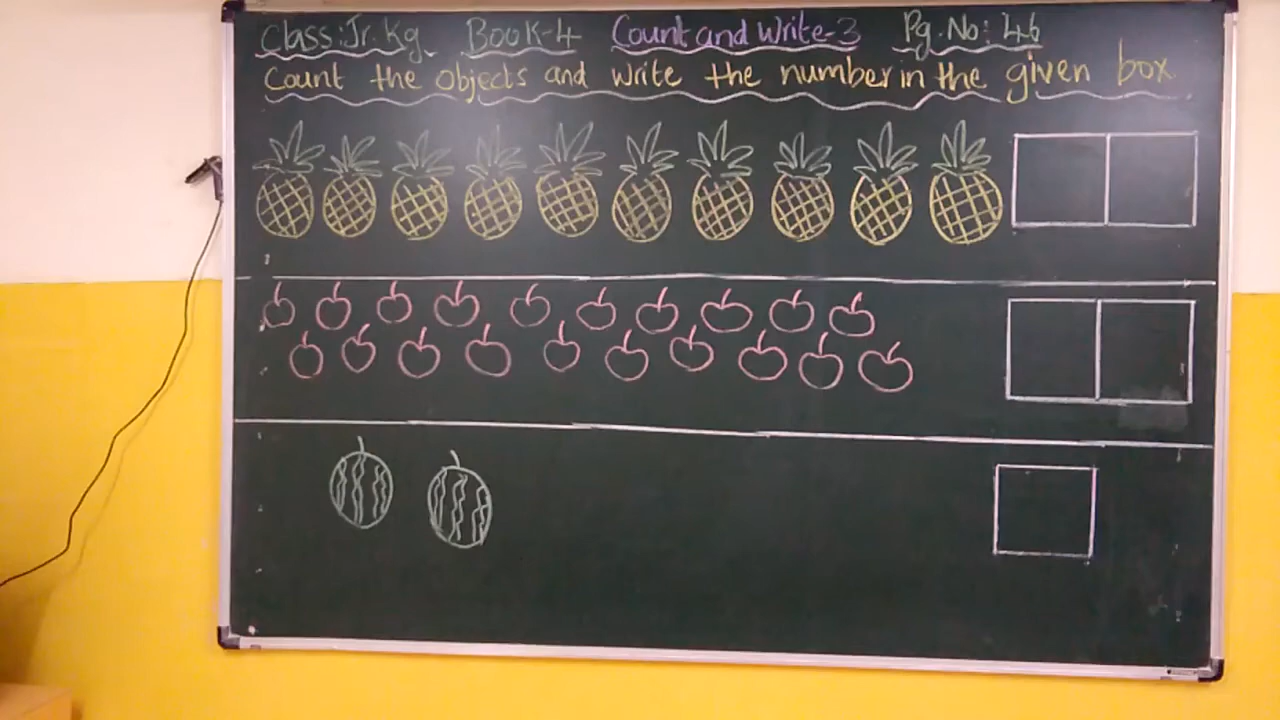 Class:Jr.Kg. Book-4 Count and Write-3 Pg.No: 46
Count the objects and write the number in the given box.